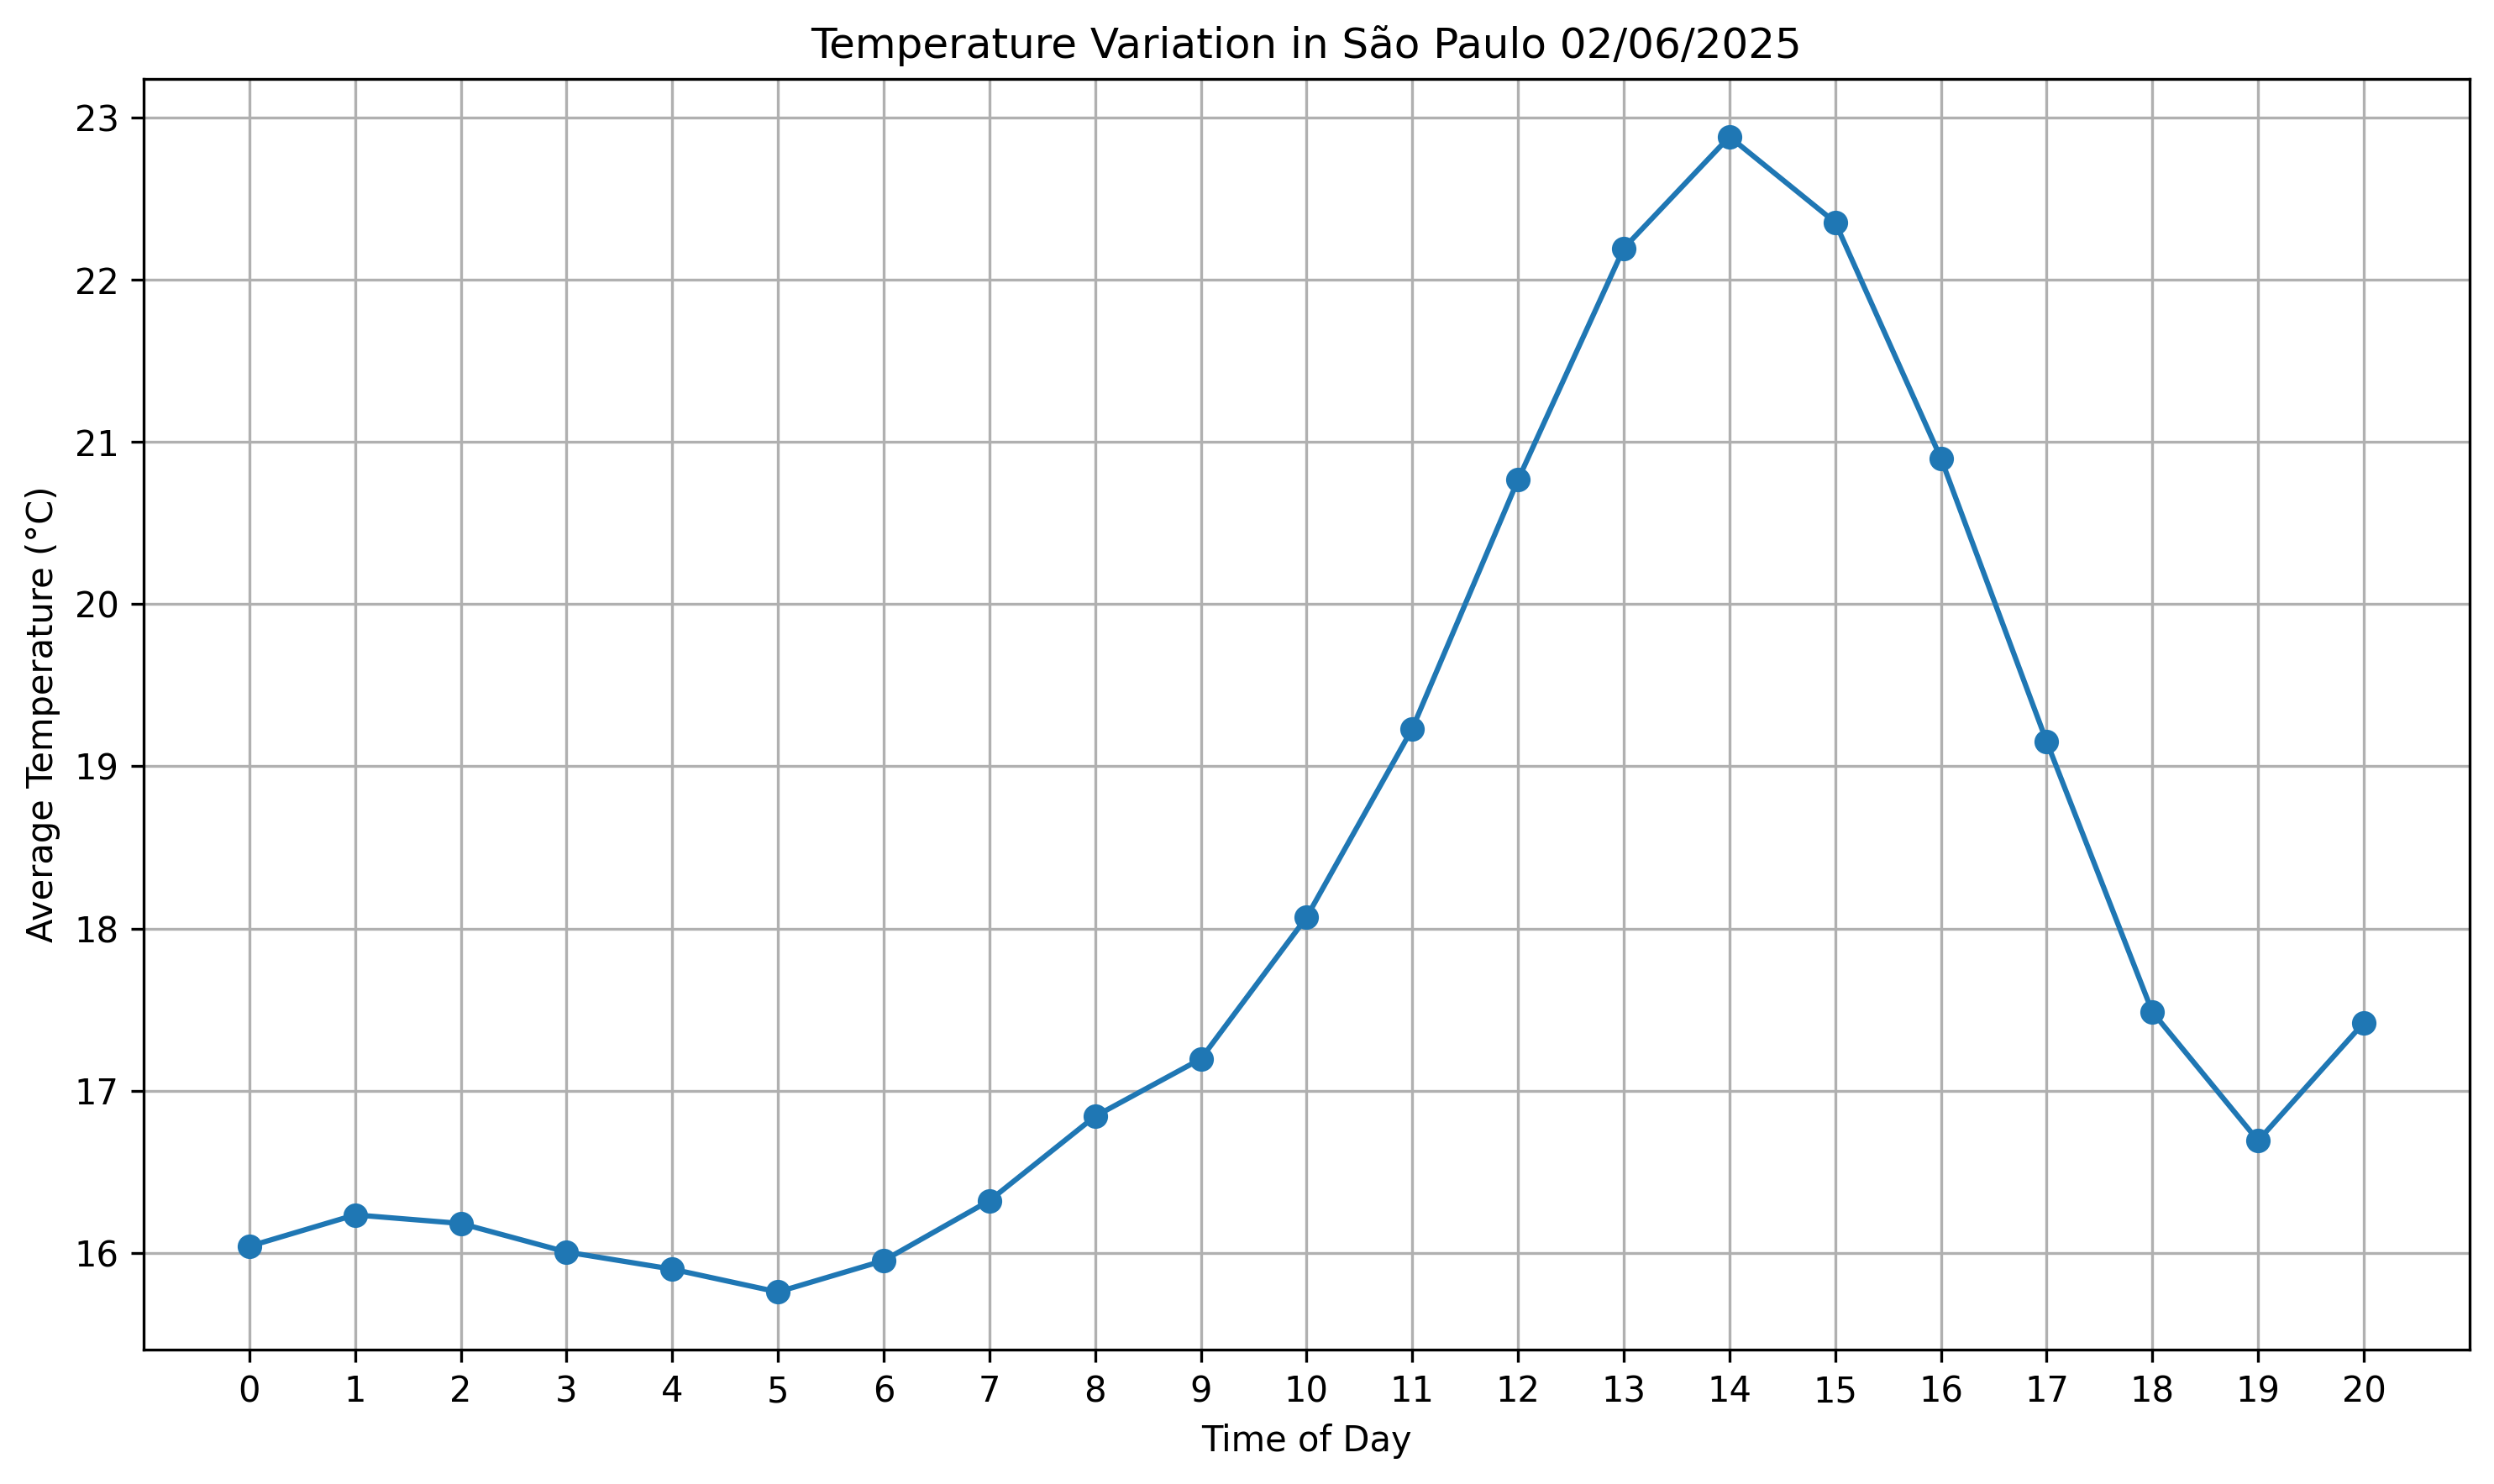 Temperature Variation in São Paulo 02/06/2025
23
22
21
20
19
18
17
16
Average Temperature (°C)
0 1 2 3 4 5 6 7 8 9 10 11 12 13 14 15 16 17 18 19 20
Time of Day